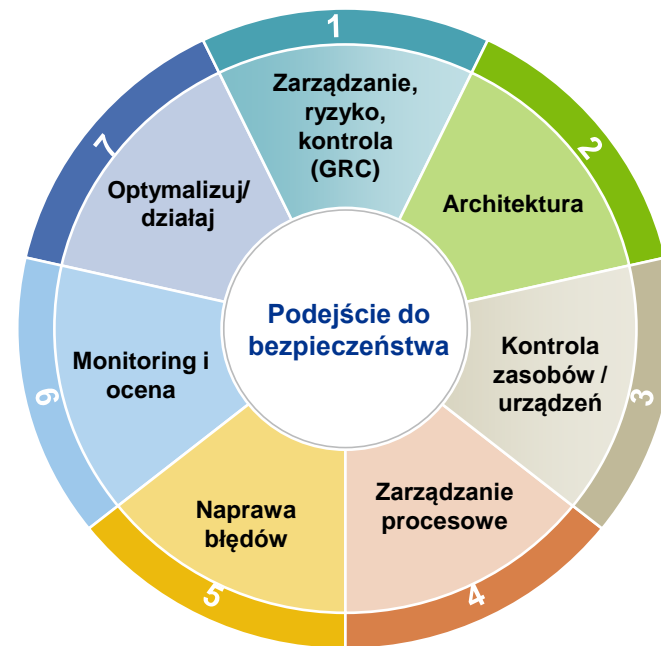 1
Zarządzanie,
ryzyko,
kontrola
(GRC)
2
Architektura
3
Kontrola
zasobów /
urządzeń
4
Zarządzanie
procesowe
5
Naprawa
błędów
6
Monitoring i
ocena
7
Optymalizuj/
działaj
Podejście do
bezpieczeństwa